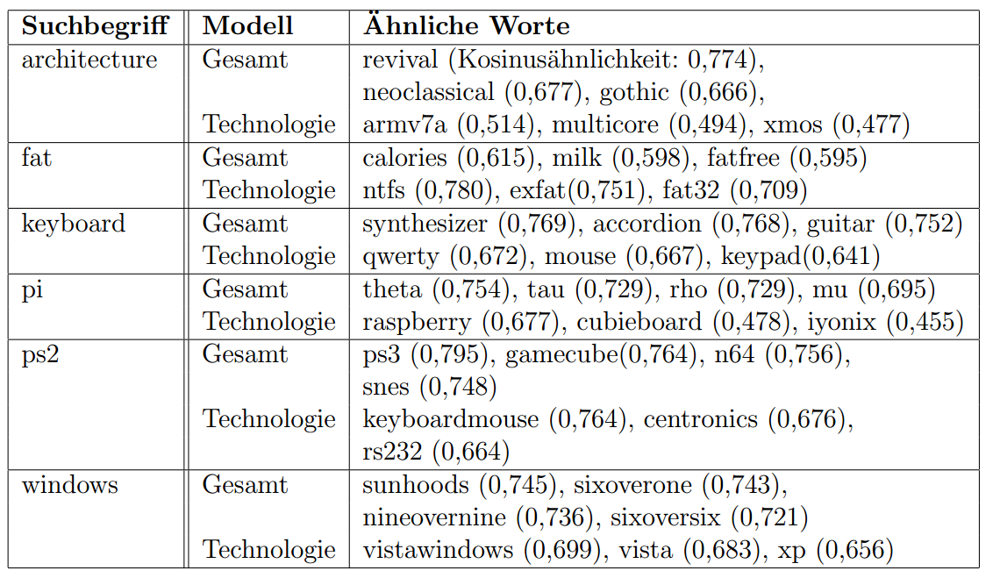 Suchbegriff Modell Ähnliche Worte
architecture Gesamt revival (Kosinusähnlichkeit: 0,774),
neoclassical (0,677), gothic (0,666),
Technologie armv7a (0,514), multicore (0,494), xmos (0,477)
fat Gesamt calories (0,615), milk (0,598), fatfree (0,595)
Technologie ntfs (0,780), exfat(0,751), fat32 (0,709)
keyboard Gesamt synthesizer (0,769), accordion (0,768), guitar (0,752)
Technologie qwerty (0,672), mouse (0,667), keypad(0,641)
pi Gesamt theta (0,754), tau (0,729), rho (0,729), mu (0,695)
Technologie raspberry (0,677), cubieboard (0,478), iyonix (0,455)
ps2 Gesamt ps3 (0,795), gamecube(0,764), n64 (0,756),
snes (0,748)
Technologie keyboardmouse (0,764), centronics (0,676),
rs232 (0,664)
windows Gesamt sunhoods (0,745), sixoverone (0,743),
nineovernine (0,736), sixoversix (0,721)
Technologie vistawindows (0,699), vista (0,683), xp (0,656)